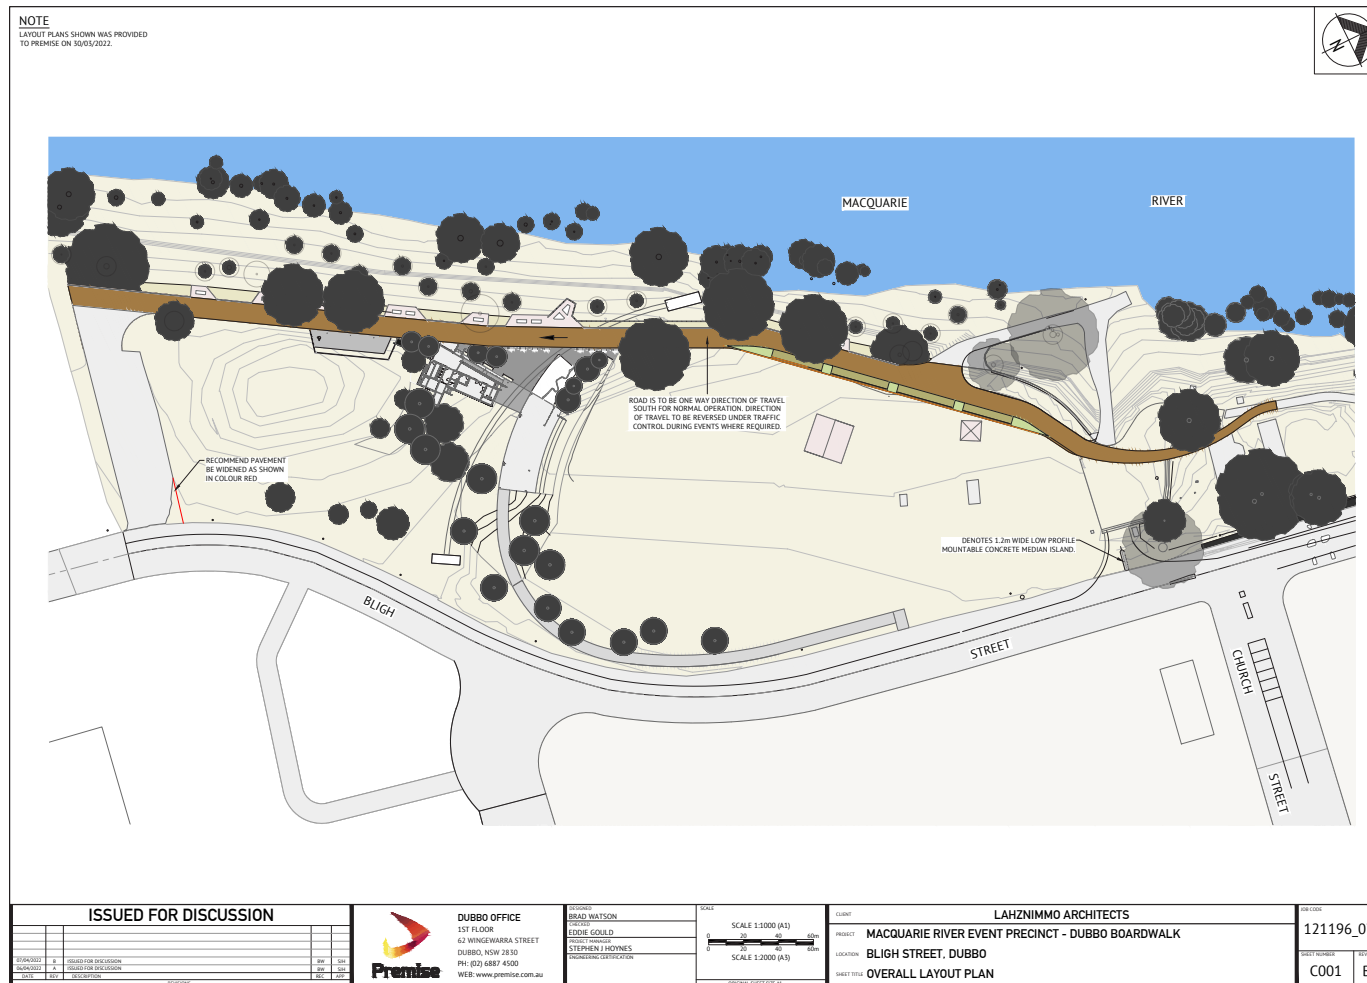 NOTE
LAYOUT PLANS SHOWN WAS PROVIDED
TO PREMISE ON 30/03/2022.
N
MACQUARIE
RIVER
ROAD IS TO BE ONE WAY DIRECTION OF TRAVEL
SOUTH FOR NORMAL OPERATION. DIRECTION
OF TRAVEL TO BE REVERSED UNDER TRAFFIC
CONTROL DURING EVENTS WHERE REQUIRED.
RECOMMEND PAVEMENT
BE WIDENED AS SHOWN
IN COLOUR RED
DENOTES 1.2m WIDE LOW PROFILE
MOUNTABLE CONCRETE MEDIAN ISLAND.
BLIGH
STREET
CHURCH
STREET
ISSUED FOR DISCUSSION
07/04/2022 B ISSUED FOR DISCUSSION BW SJH
06/04/2022 A ISSUED FOR DISCUSSION BW SJH
DATE REV DESCRIPTION REC APP
REVISIONS
Premise
DUBBO OFFICE
1ST FLOOR
62 WINGEWARRA STREET
DUBBO, NSW 2830
PH: (02) 6887 4500
WEB: www.premise.com.au
DESIGNED
BRAD WATSON
CHECKED
EDDIE GOULD
PROJECT MANAGER
STEPHEN J HOYNES
ENGINEERING CERTIFICATION
SCALE
SCALE 1:1000 (A1)
0 20 40 60m
0 20 40 60m
SCALE 1:2000 (A3)
ORIGINAL SHEET SIZE A1
CLIENT LAHZNIMMO ARCHITECTS
PROJECT MACQUARIE RIVER EVENT PRECINCT - DUBBO BOARDWALK
LOCATION BLIGH STREET, DUBBO
SHEET TITLE OVERALL LAYOUT PLAN
JOB CODE
121196_0
SHEET NUMBER
C001